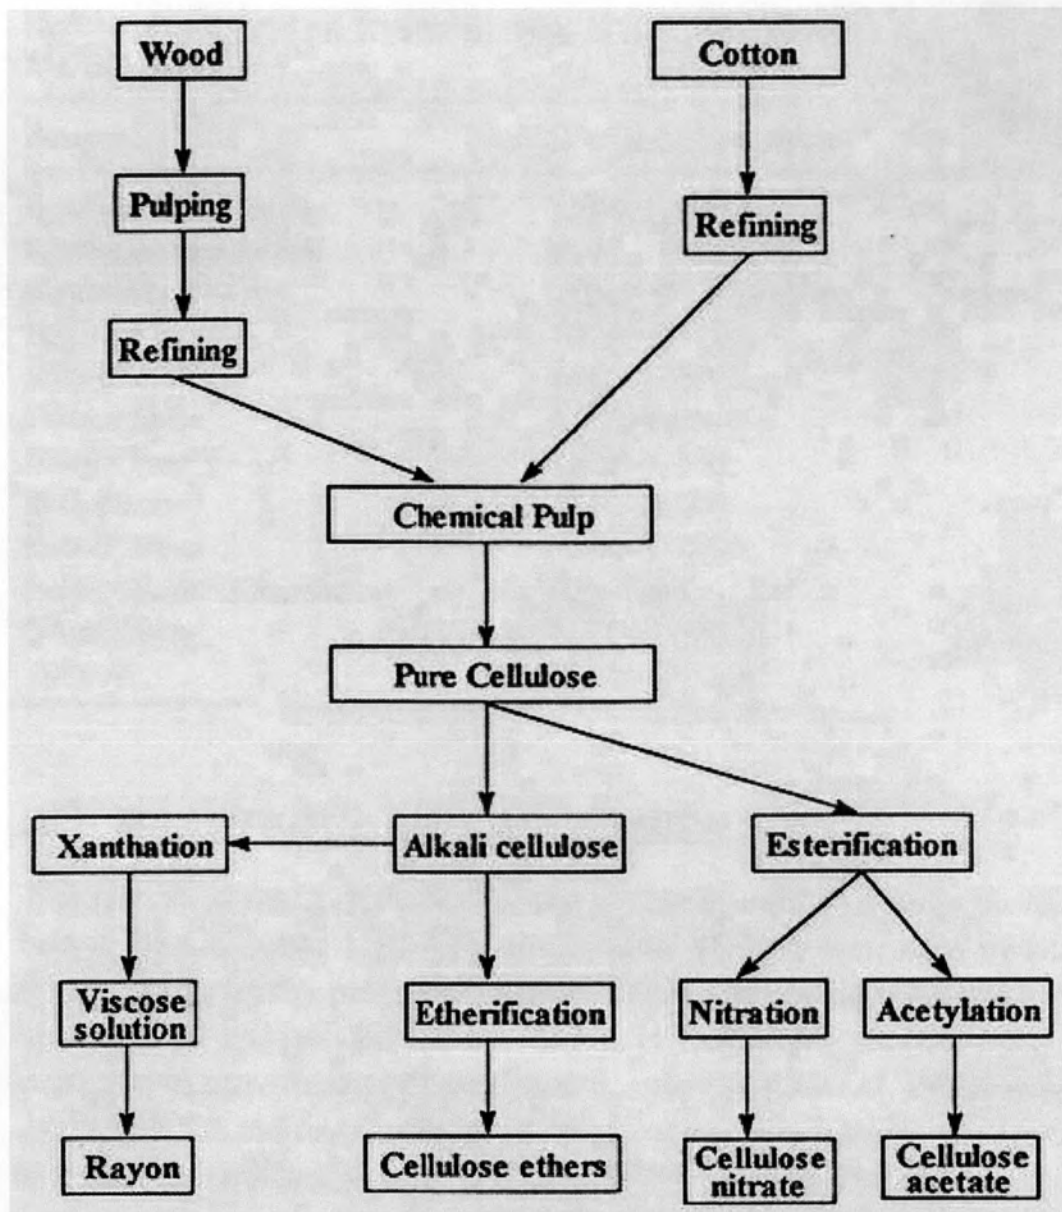 Wood
Cotton
Pulping
Refining
Refining
Chemical Pulp
Pure Cellulose
Xanthation
Alkali cellulose
Esterification
Viscose
solution
Etherification
Nitration
Acetylation
Rayon
Cellulose ethers
Cellulose
nitrate
Cellulose
acetate